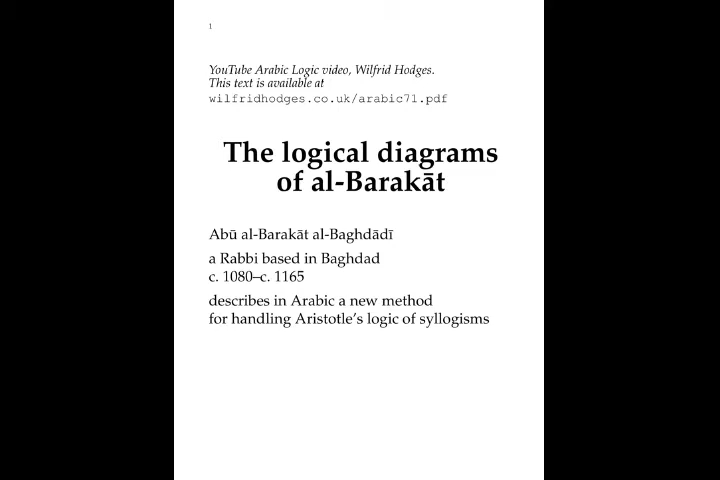 1
YouTube Arabic Logic video, Wilfrid Hodges.
This text is available at
wilfridhodges.co.uk/arabic71.pdf
The logical diagrams
of al-Barakāt
Abū al-Barakāt al-Baghdādī
a Rabbi based in Baghdad
c. 1080–c. 1165
describes in Arabic a new method
for handling Aristotle’s logic of syllogisms